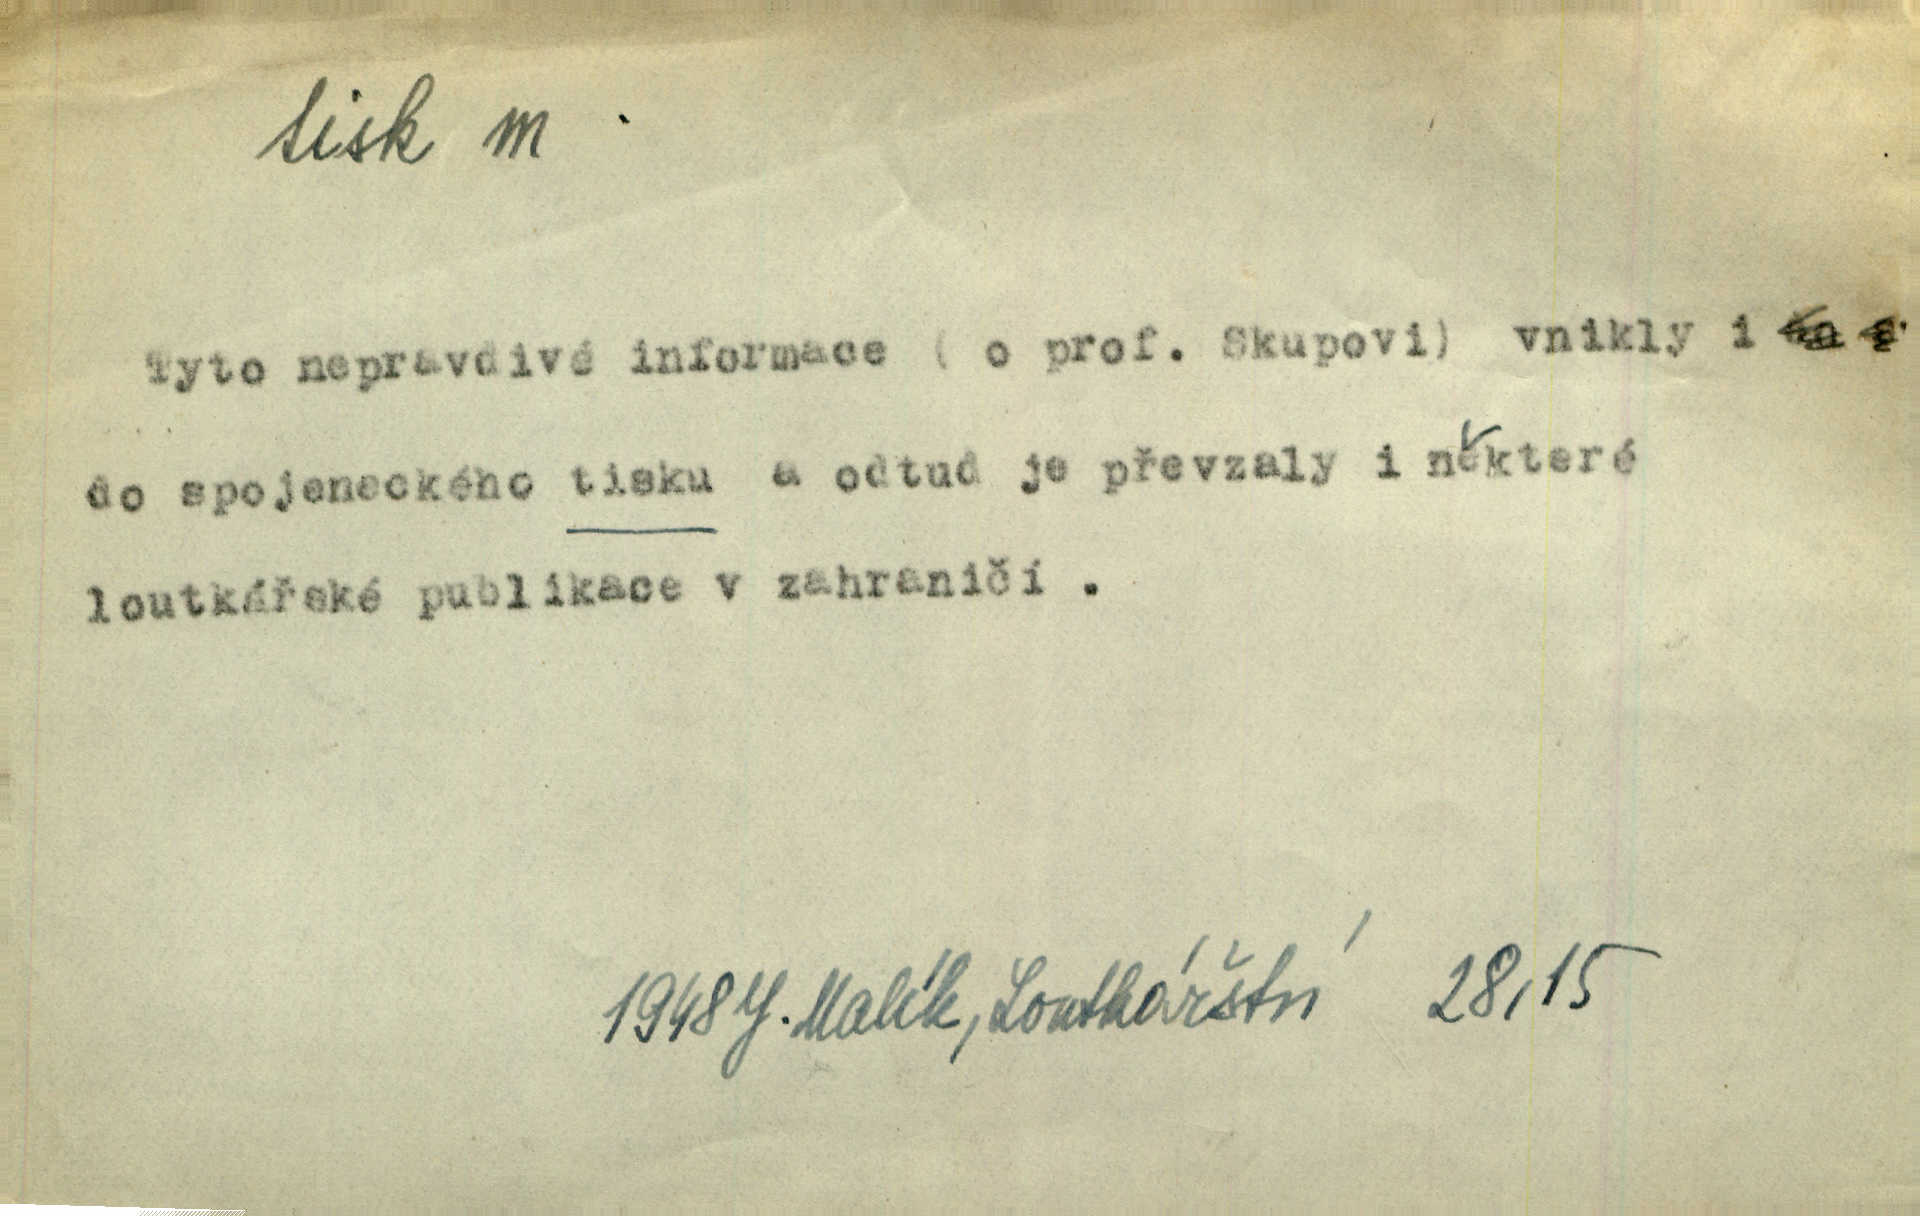 tisk m
Tyto nepravdivé informace ( o prof. Skupovi) vnikly i
do spojeneckého tisku a odtud je převzaly i některé
loutkářské publikace v zahraničí .
1948 J. Malík, Loutkářství 28,15